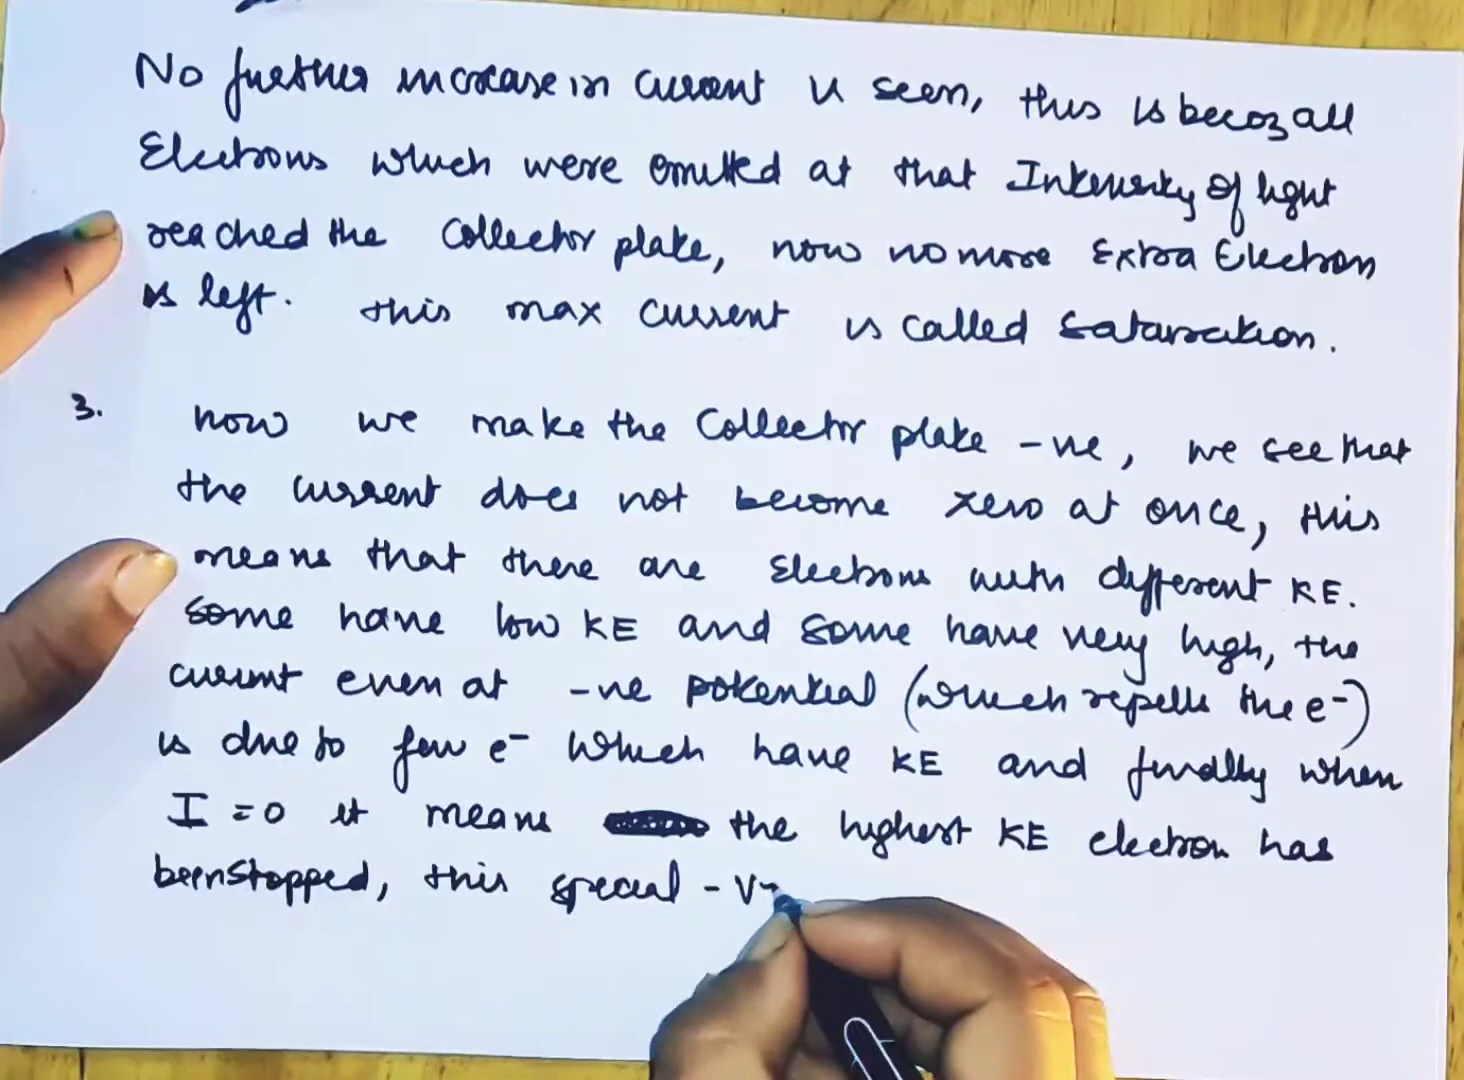 No further increase in current is seen, this is becoz all
Electrons which were emitted at that Intensity of light
reached the Collector plate, now no more Extra Electron
is left. this max current is called Saturation.
3. now we make the Collector plate -ve, we see that
the current does not become zero at once, this
means that there are Electrons with different KE.
Some have low KE and some have very high, the
current even at -ve potential (which repells the e-)
is due to few e- which have KE and finally when
I = 0 it means the highest KE electron has
been stopped, this special -v